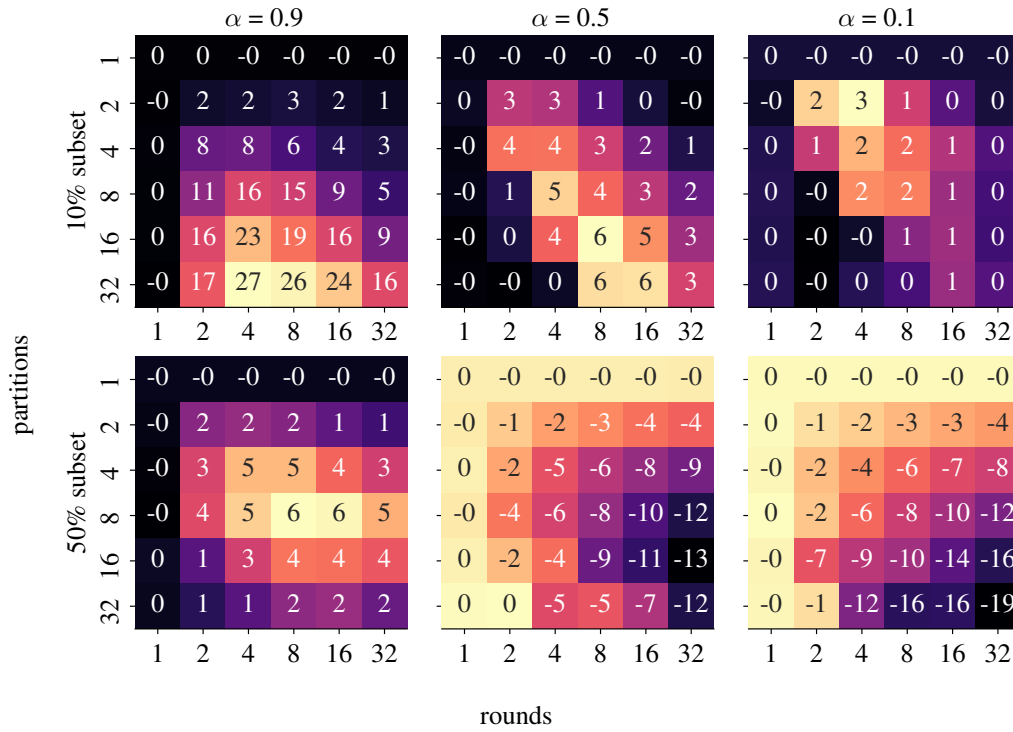 α = 0.9 α = 0.5 α = 0.1
1 0 0 -0 -0 -0 -0 -0 -0 -0 -0 -0 -0 -0 -0 -0 -0 -0 -0
2 -0 2 2 3 2 1 0 3 3 1 0 -0 -0 2 3 1 0 0
4 0 8 8 6 4 3 -0 4 4 3 2 1 0 1 2 2 1 0
8 0 11 16 15 9 5 -0 1 5 4 3 2 0 -0 2 2 1 0
16 0 16 23 19 16 9 -0 0 4 6 5 3 0 -0 -0 1 1 0
32 -0 17 27 26 24 16 -0 -0 0 6 6 3 0 -0 0 0 1 0
10% subset
1 2 4 8 16 32 1 2 4 8 16 32 1 2 4 8 16 32
partitions
1 -0 -0 -0 -0 -0 -0 0 -0 -0 -0 -0 -0 0 -0 -0 -0 -0 -0
2 -0 2 2 2 1 1 -0 -1 -2 -3 -4 -4 0 -1 -2 -3 -3 -4
4 -0 3 5 5 4 3 0 -2 -5 -6 -8 -9 -0 -2 -4 -6 -7 -8
8 -0 4 5 6 6 5 -0 -4 -6 -8 -10 -12 0 -2 -6 -8 -10 -12
16 0 1 3 4 4 4 -0 -2 -4 -9 -11 -13 -0 -7 -9 -10 -14 -16
32 0 1 1 2 2 2 0 0 -5 -5 -7 -12 -0 -1 -12 -16 -16 -19
50% subset
1 2 4 8 16 32 1 2 4 8 16 32 1 2 4 8 16 32
rounds